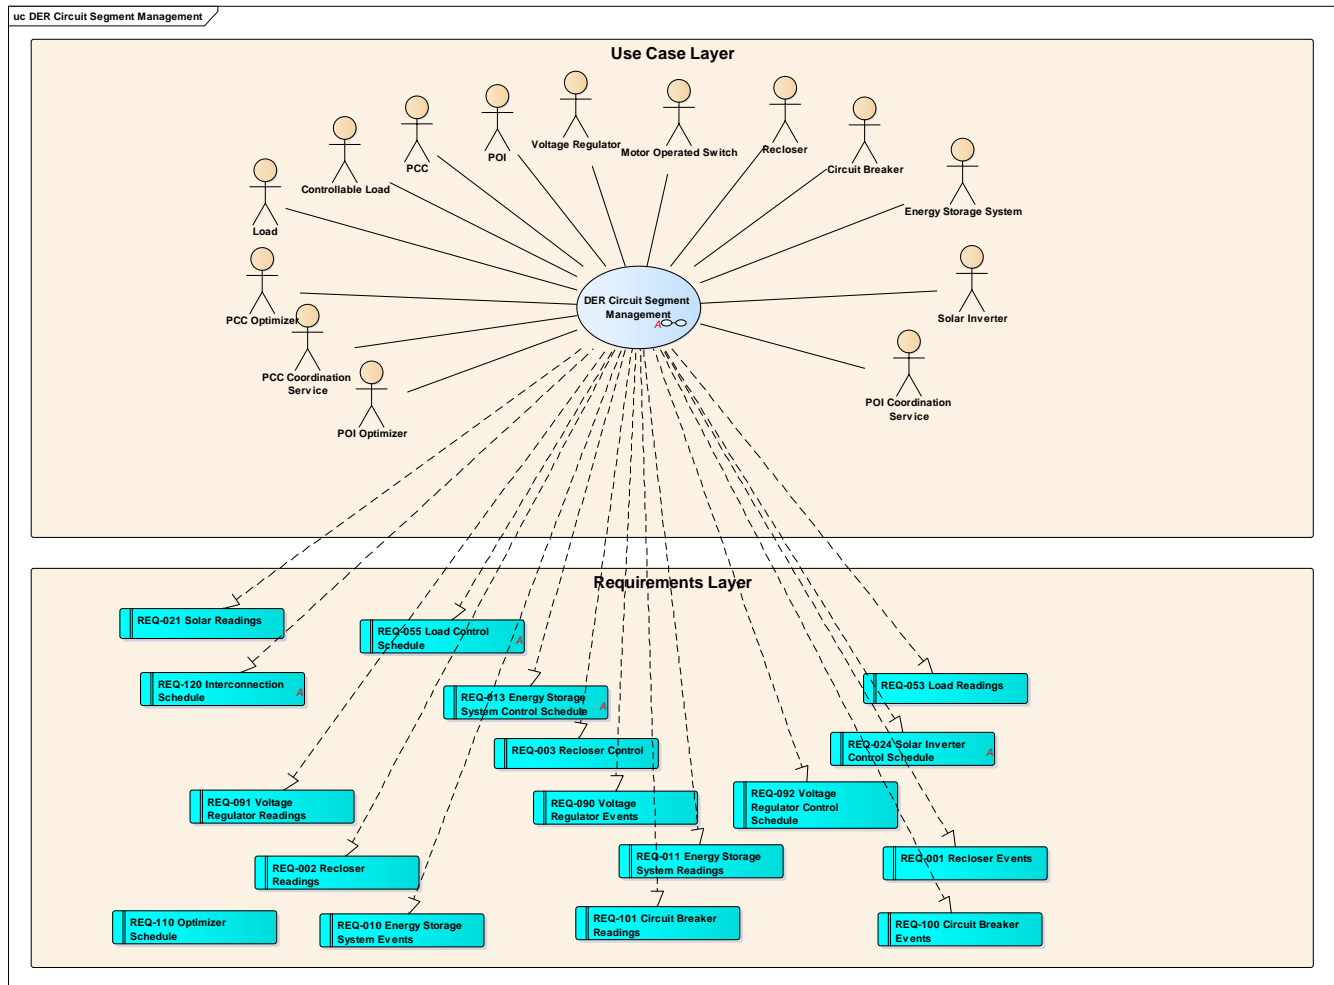 uc DER Circuit Segment Management
Use Case Layer
Voltage Regulator
Motor Operated Switch
Recloser
POI
PCC
Circuit Breaker
Controllable Load
Energy Storage System
Load
PCC Optimizer
DER Circuit Segment
Management
A
Solar Inverter
PCC Coordination
Service
POI Coordination
Service
POI Optimizer
Requirements Layer
REQ-021 Solar Readings
REQ-055 Load Control
Schedule
A
REQ-120 Interconnection
Schedule
A
REQ-013 Energy Storage
System Control Schedule
A
REQ-053 Load Readings
REQ-003 Recloser Control
REQ-024 Solar Inverter
Control Schedule
A
REQ-091 Voltage
Regulator Readings
REQ-090 Voltage
Regulator Events
REQ-092 Voltage
Regulator Control
Schedule
REQ-002 Recloser
Readings
REQ-011 Energy Storage
System Readings
REQ-001 Recloser Events
REQ-110 Optimizer
Schedule
REQ-010 Energy Storage
System Events
REQ-101 Circuit Breaker
Readings
REQ-100 Circuit Breaker
Events